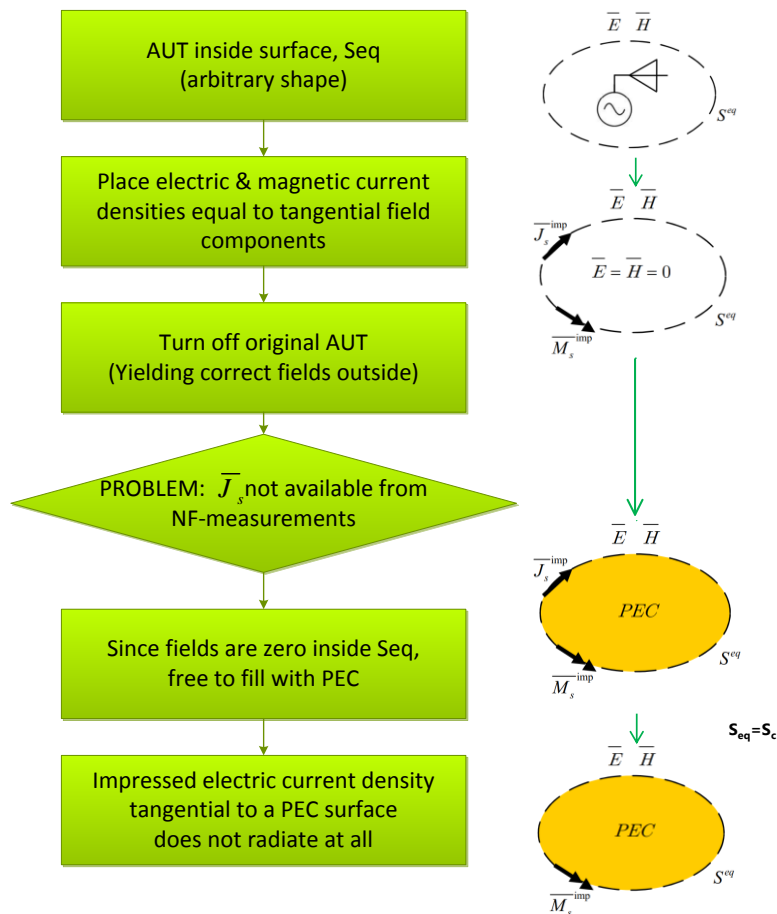 AUT inside surface, Seq
(arbitrary shape)
Place electric & magnetic current
densities equal to tangential field
components
Turn off original AUT
(Yielding correct fields outside)
PROBLEM: J̅s not available from
NF-measurements
Since fields are zero inside Seq,
free to fill with PEC
Impressed electric current density
tangential to a PEC surface
does not radiate at all
E̅ H̅
S^eq
E̅ H̅
J̅s^imp
E̅ = H̅ = 0
S^eq
M̅s^imp
E̅ H̅
J̅s^imp
PEC
S^eq
M̅s^imp
Seq=Sc
E̅ H̅
PEC
S^eq
M̅s^imp